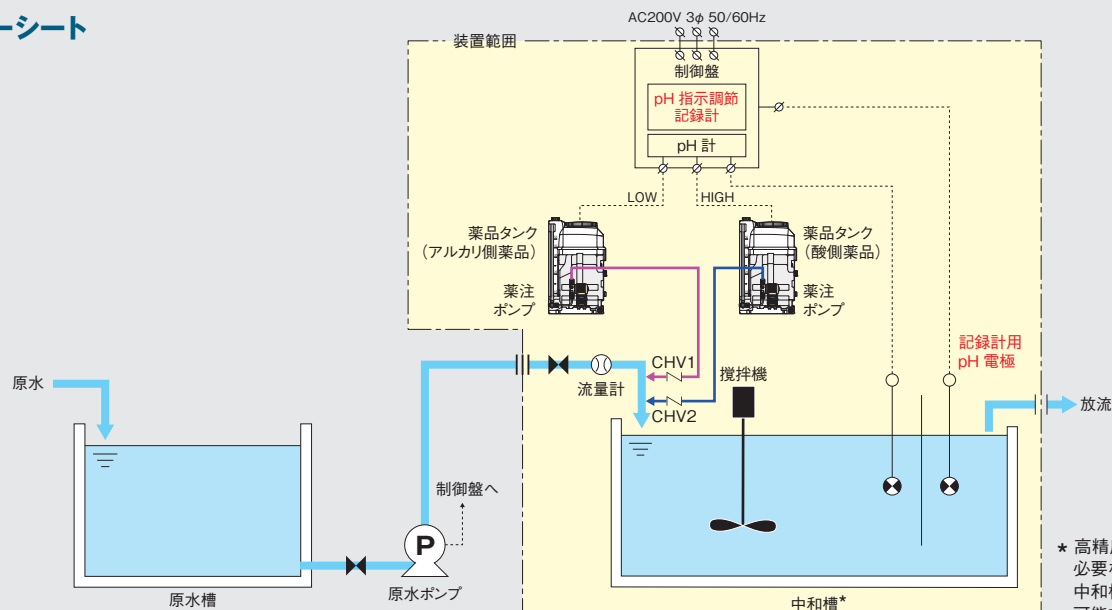 ーシート
AC200V 3φ 50/60Hz
装置範囲
制御盤
pH 指示調節
記録計
pH 計
LOW
HIGH
薬品タンク
（アルカリ側薬品）
薬注
ポンプ
薬品タンク
（酸側薬品）
薬注
ポンプ
原水
CHV1
流量計
CHV2
撹拌機
記録計用
pH 電極
放流
制御盤へ
P
原水槽
原水ポンプ
中和槽*
* 高精度
必要な
中和槽